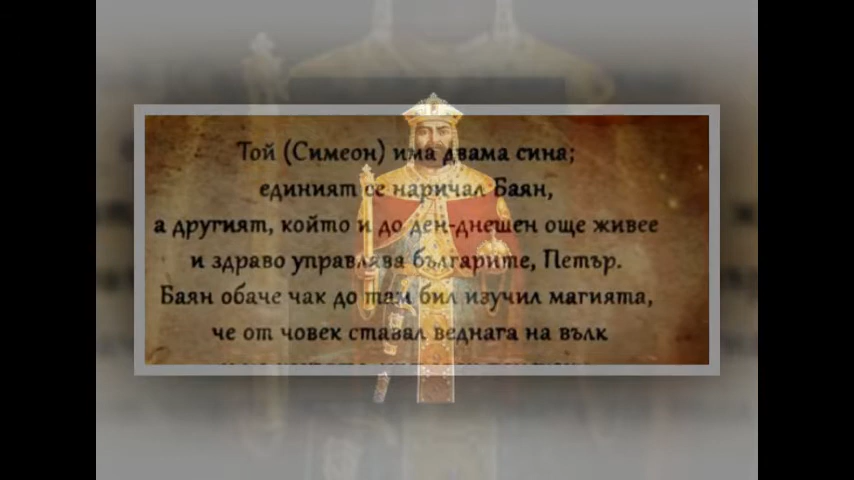 Той (Симеон) има двама сина;
единият се наричал Баян,
а другият, който и до ден-днешен още живее
и здраво управлява българите, Петър.
Баян обаче чак до там бил изучил магията,
че от човек ставал веднага на вълк